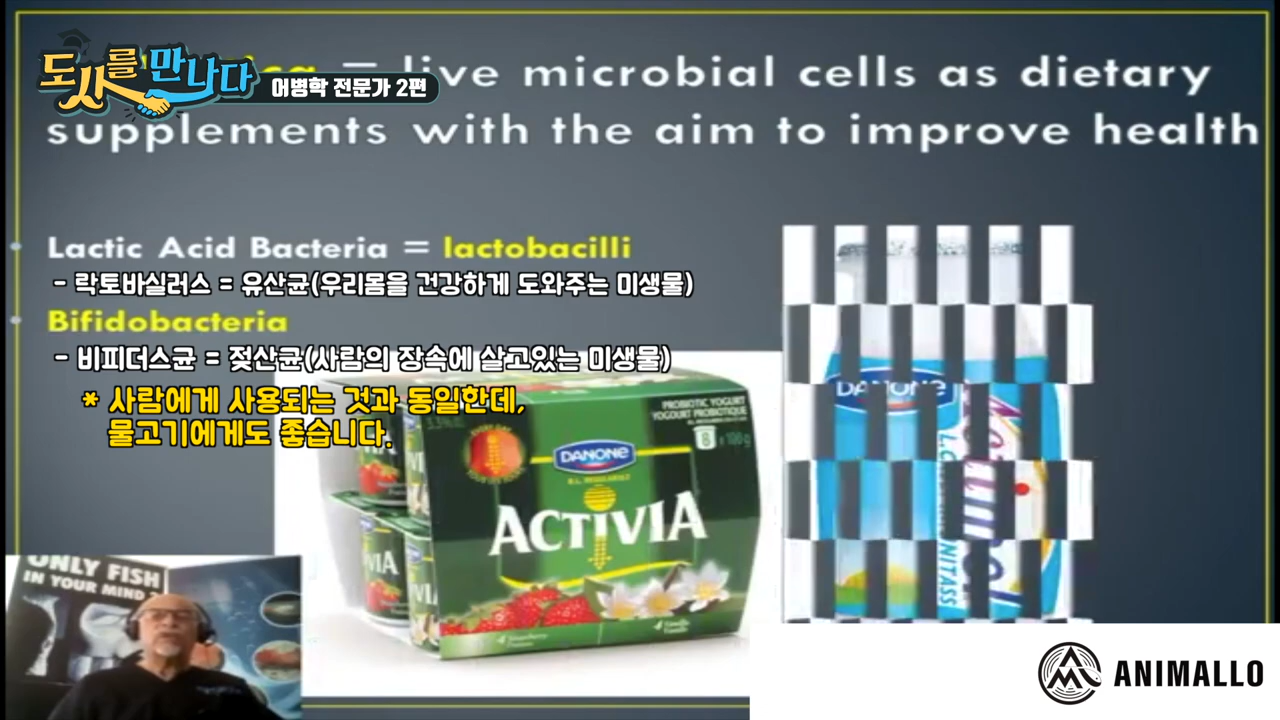 도사를 만나다
어병학 전문가 2편
= live microbial cells as dietary
supplements with the aim to improve health
Lactic Acid Bacteria = lactobacilli
- 락토바실러스 = 유산균(우리몸을 건강하게 도와주는 미생물)
Bifidobacteria
- 비피더스균 = 젖산균(사람의 장속에 살고있는 미생물)
* 사람에게 사용되는 것과 동일한데,
물고기에게도 좋습니다.
PROBIOTIC YOGURT
YOGOURT PROBIOTIQUE
8 x 100 g
DANONE
ACTIVIA
Strawberry
Vanilla
DANONE
ONLY FISH
IN YOUR MIND ?
ANIMALLO